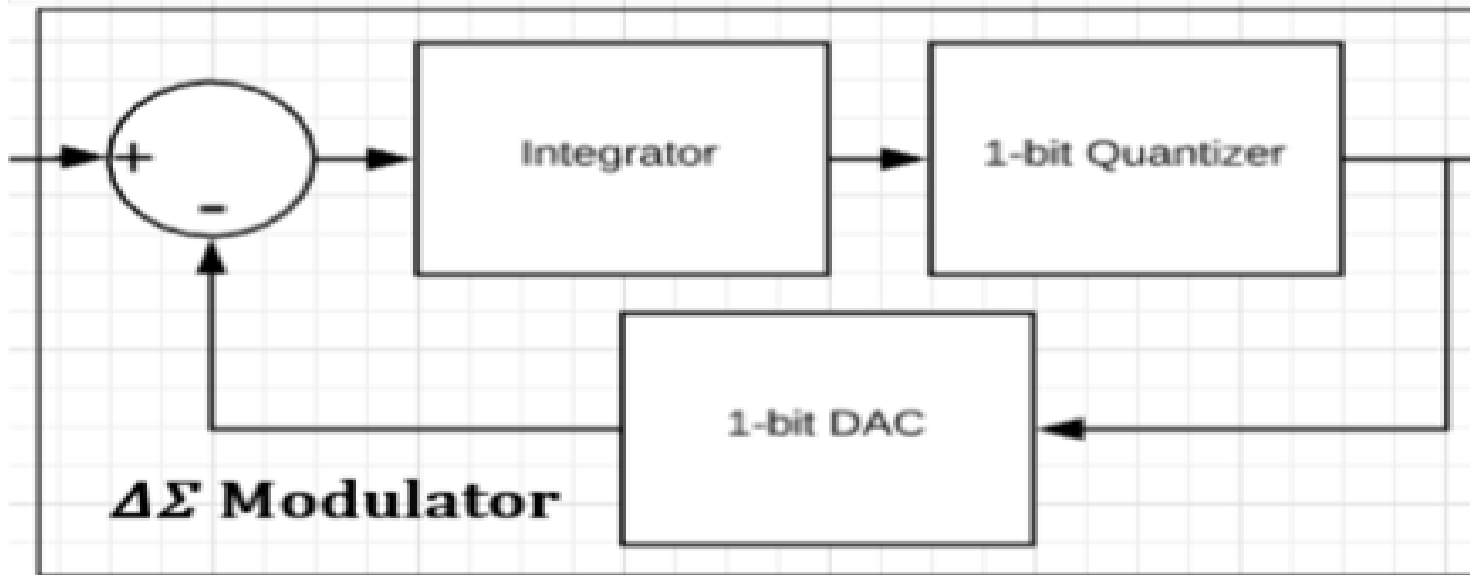 +
Integrator
1-bit Quantizer
-
1-bit DAC
ΔΣ Modulator